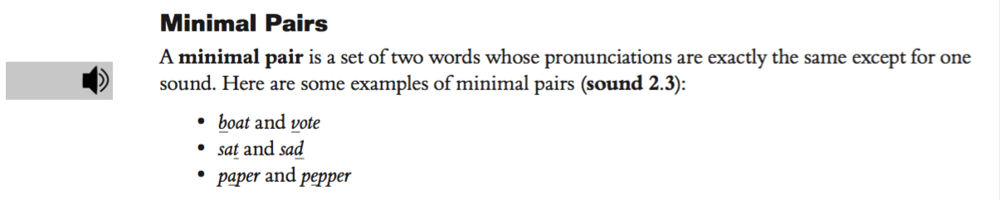 Minimal Pairs
A minimal pair is a set of two words whose pronunciations are exactly the same except for one
sound. Here are some examples of minimal pairs (sound 2.3):
• boat and vote
• sat and sad
• paper and pepper